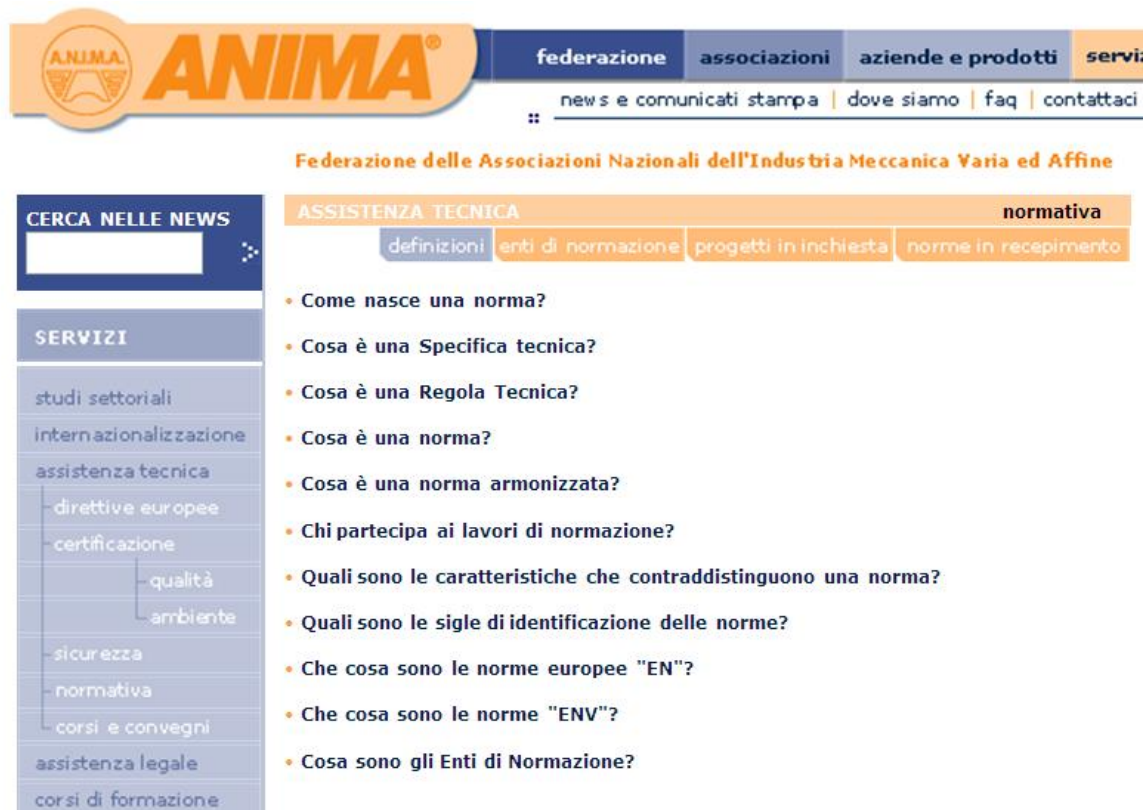 A.N.I.M.A.
ANIMA®
federazione
associazioni
aziende e prodotti
news e comunicati stampa | dove siamo | faq | contattaci
Federazione delle Associazioni Nazionali dell'Industria Meccanica Varia ed Affine
CERCA NELLE NEWS
SERVIZI
studi settoriali
internazionalizzazione
assistenza tecnica
direttive europee
certificazione
qualità
ambiente
sicurezza
normativa
corsi e convegni
assistenza legale
corsi di formazione
ASSISTENZA TECNICA
normativa
definizioni
enti di normazione
progetti in inchiesta
norme in recepimento
• Come nasce una norma?
• Cosa è una Specifica tecnica?
• Cosa è una Regola Tecnica?
• Cosa è una norma?
• Cosa è una norma armonizzata?
• Chi partecipa ai lavori di normazione?
• Quali sono le caratteristiche che contraddistinguono una norma?
• Quali sono le sigle di identificazione delle norme?
• Che cosa sono le norme europee "EN"?
• Che cosa sono le norme "ENV"?
• Cosa sono gli Enti di Normazione?